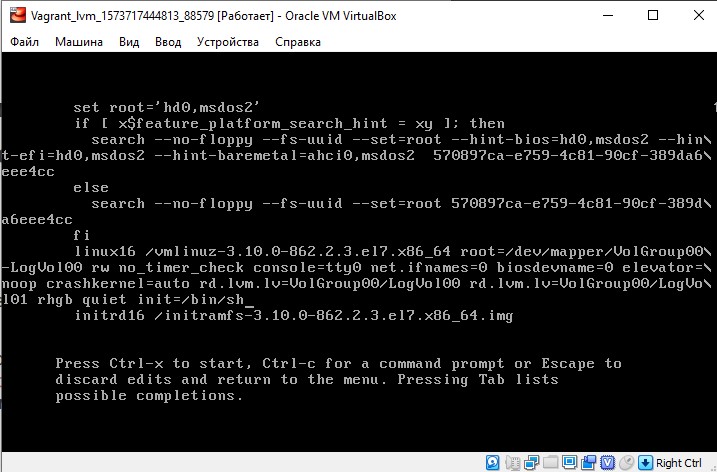 Vagrant_lvm_1573717444813_88579 [Работает] - Oracle VM VirtualBox
Файл Машина Вид Ввод Устройства Справка
set root='hd0,msdos2'
if [ x$feature_platform_search_hint = xy ]; then
search --no-floppy --fs-uuid --set=root --hint-bios=hd0,msdos2 --hin\
t-efi=hd0,msdos2 --hint-baremetal=ahci0,msdos2 570897ca-e759-4c81-90cf-389da6\
eee4cc
else
search --no-floppy --fs-uuid --set=root 570897ca-e759-4c81-90cf-389d\
a6eee4cc
fi
linux16 /vmlinuz-3.10.0-862.2.3.el7.x86_64 root=/dev/mapper/VolGroup00\
-LogVol00 rw no_timer_check console=tty0 net.ifnames=0 biosdevname=0 elevator=\
noop crashkernel=auto rd.lvm.lv=VolGroup00/LogVol00 rd.lvm.lv=VolGroup00/LogVo\
l01 rhgb quiet init=/bin/sh_
initrd16 /initramfs-3.10.0-862.2.3.el7.x86_64.img
Press Ctrl-x to start, Ctrl-c for a command prompt or Escape to
discard edits and return to the menu. Pressing Tab lists
possible completions.
Right Ctrl